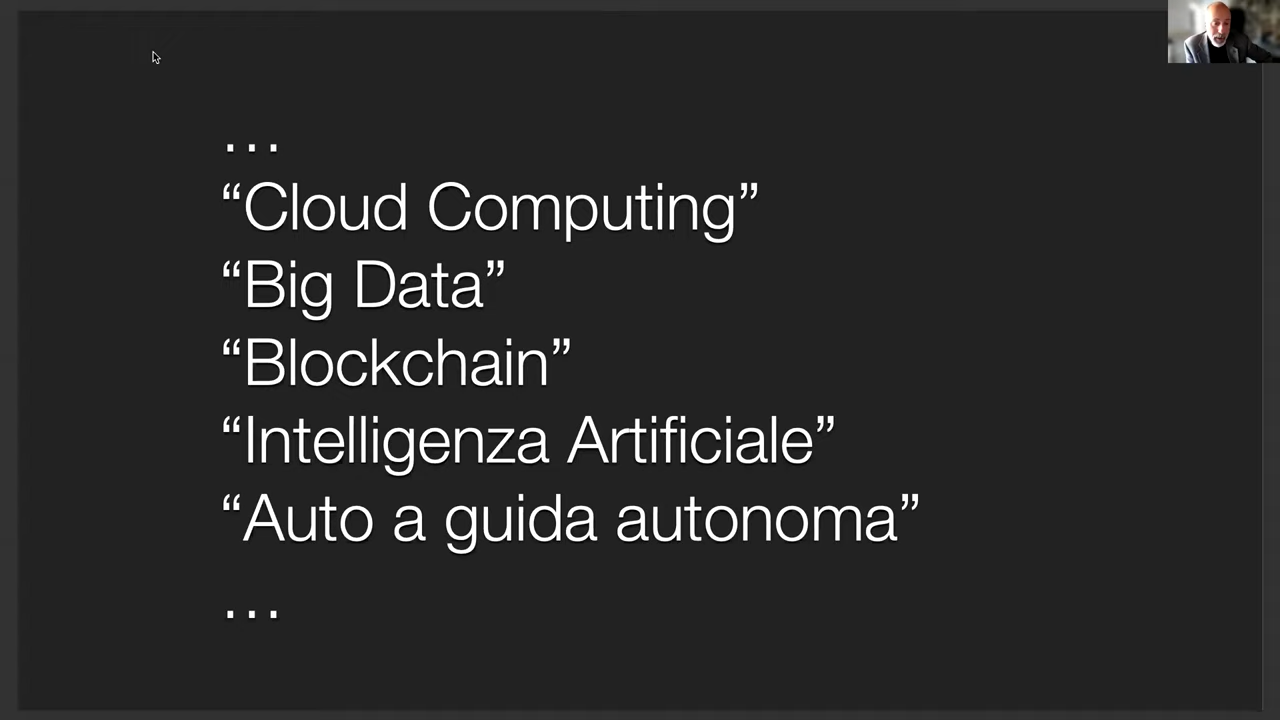 ...
“Cloud Computing”
“Big Data”
“Blockchain”
“Intelligenza Artificiale”
“Auto a guida autonoma”
...